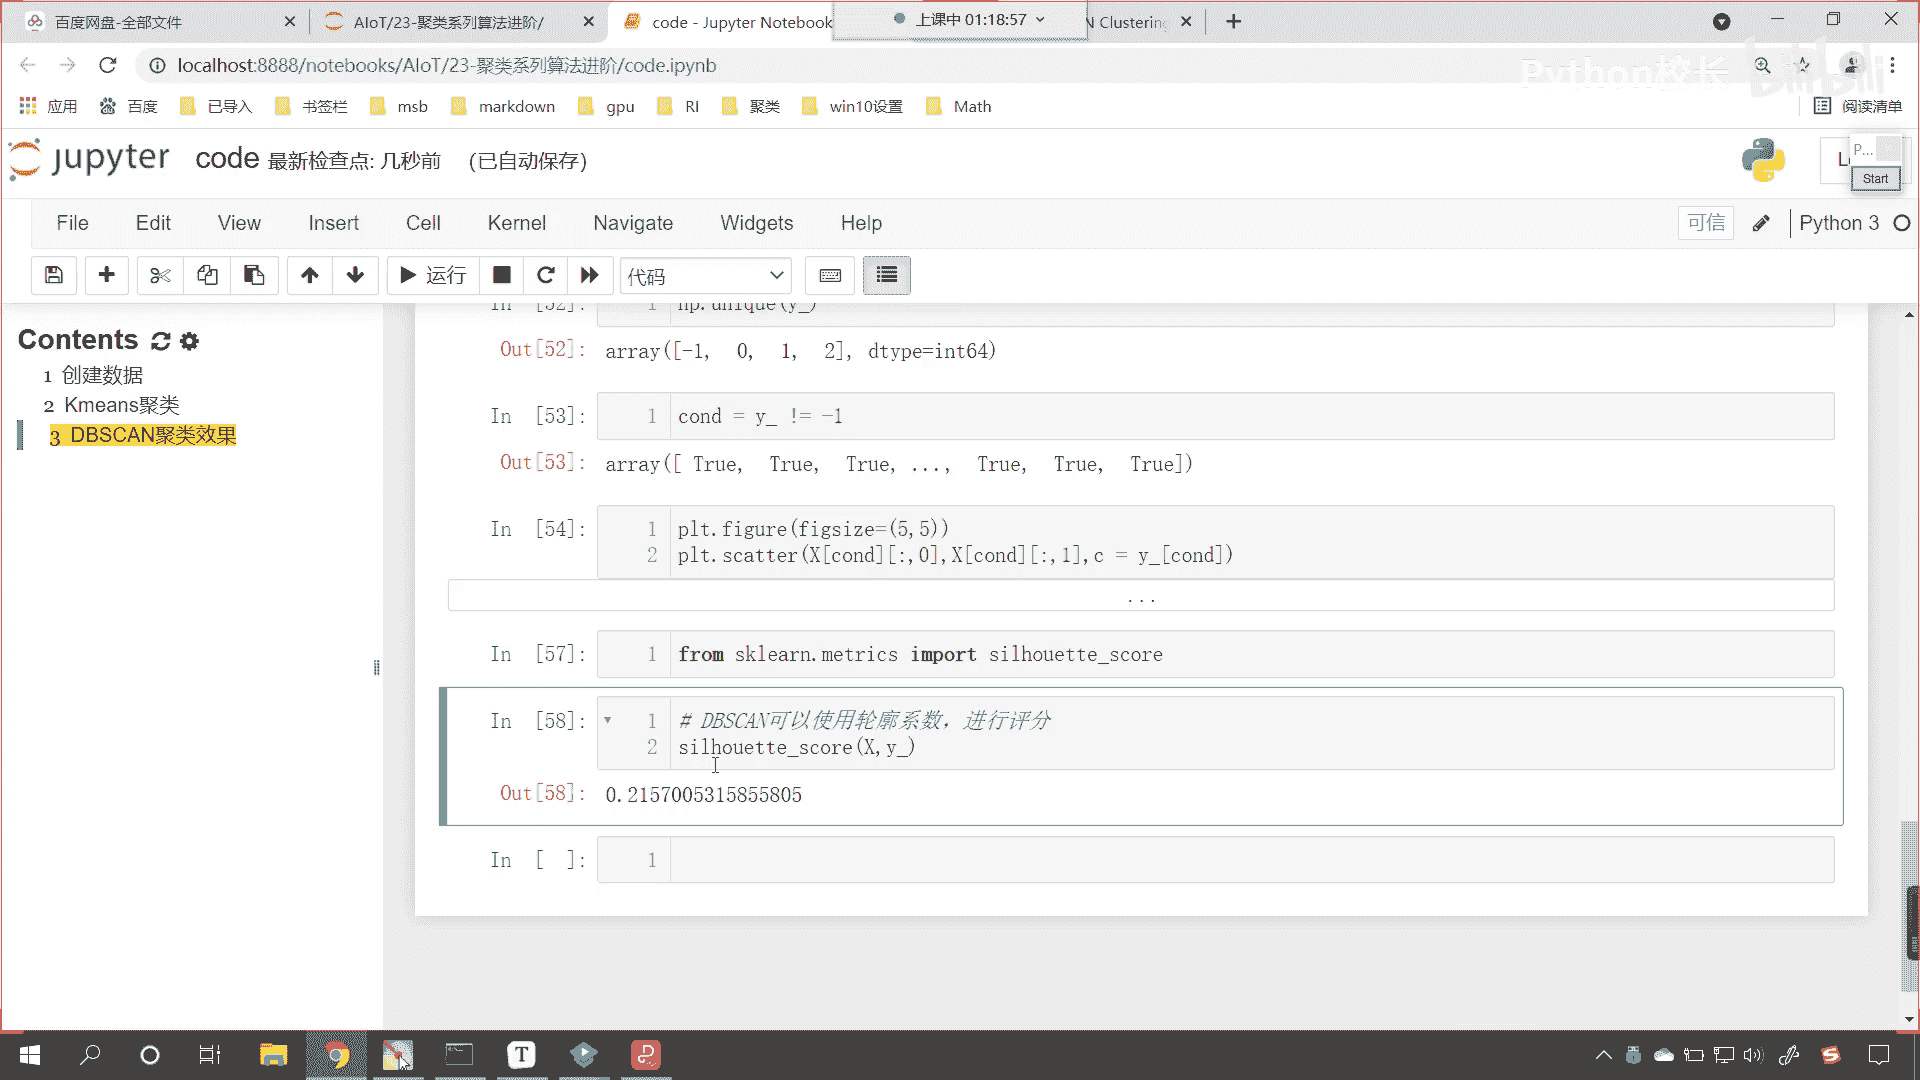 百度网盘-全部文件
AIoT/23-聚类系列算法进阶/
code - Jupyter Notebook
上课中 01:18:57
N Clustering
localhost:8888/notebooks/AIoT/23-聚类系列算法进阶/code.ipynb
Python校长
bilibili
应用 百度 已导入 书签栏 msb markdown gpu RI 聚类 win10设置 Math 阅读清单
jupyter code 最新检查点: 几秒前 (已自动保存)
P...
Start
File Edit View Insert Cell Kernel Navigate Widgets Help 可信 Python 3
运行 代码
Contents
1 创建数据
2 Kmeans聚类
3 DBSCAN聚类效果
In [52]: 1 np.unique(y_)
Out[52]: array([-1, 0, 1, 2], dtype=int64)
In [53]: 1 cond = y_ != -1
Out[53]: array([ True, True, True, ..., True, True, True])
In [54]: 1 plt.figure(figsize=(5,5))
2 plt.scatter(X[cond][:,0],X[cond][:,1],c = y_[cond])
...
In [57]: 1 from sklearn.metrics import silhouette_score
In [58]: 1 # DBSCAN可以使用轮廓系数，进行评分
2 silhouette_score(X,y_)
Out[58]: 0.2157005315855805
In [ ]: 1